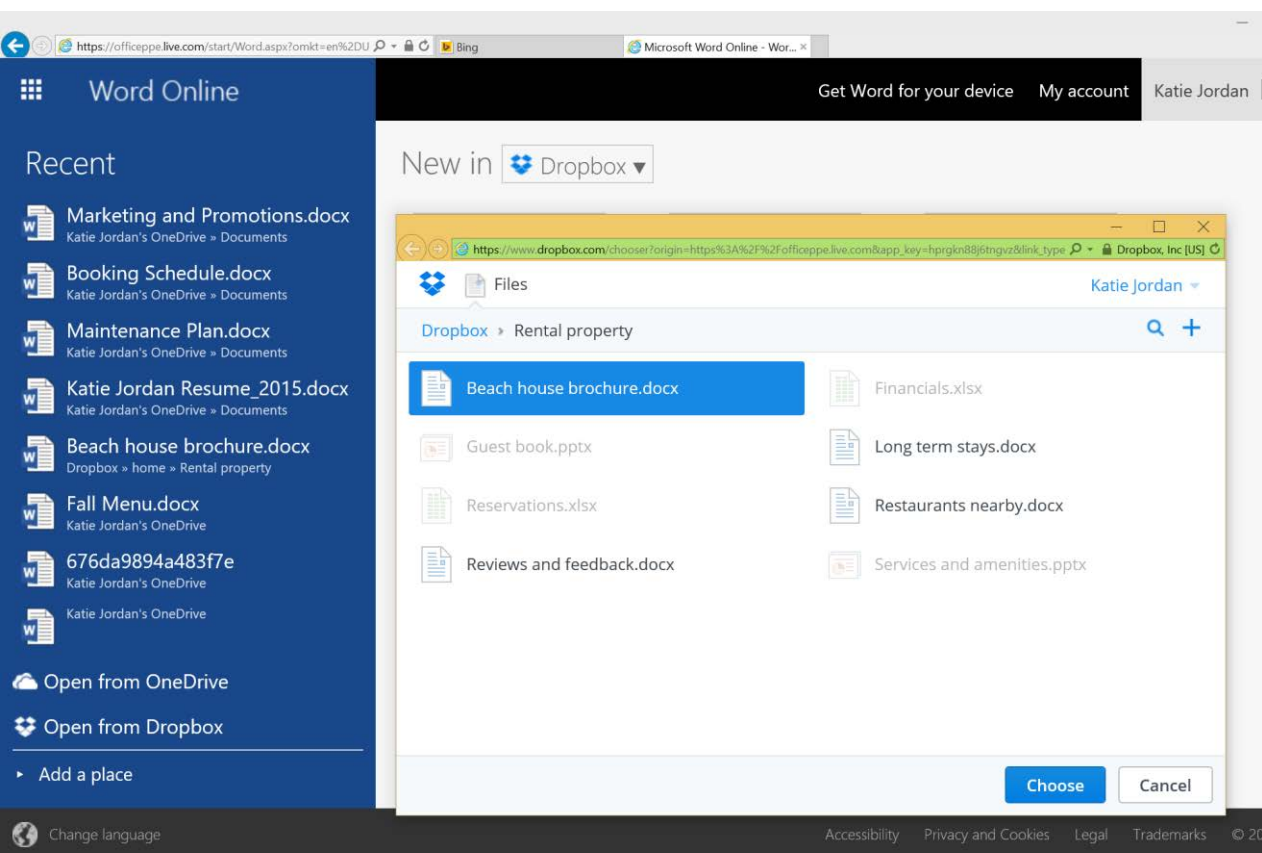 https://officeppe.live.com/start/Word.aspx?omkt=en%2DU
Bing
Microsoft Word Online - Wor...
Word Online
Get Word for your device
My account
Katie Jordan
Recent
Marketing and Promotions.docx
Katie Jordan's OneDrive » Documents
Booking Schedule.docx
Katie Jordan's OneDrive » Documents
Maintenance Plan.docx
Katie Jordan's OneDrive » Documents
Katie Jordan Resume_2015.docx
Katie Jordan's OneDrive » Documents
Beach house brochure.docx
Dropbox » home » Rental property
Fall Menu.docx
Katie Jordan's OneDrive
676da9894a483f7e
Katie Jordan's OneDrive
Katie Jordan's OneDrive
Open from OneDrive
Open from Dropbox
Add a place
New in Dropbox
https://www.dropbox.com/chooser?origin=https%3A%2F%2Fofficeppe.live.com&app_key=hprgkn88j6tngvz&link_type
Dropbox, Inc [US]
Files
Katie Jordan
Dropbox › Rental property
Beach house brochure.docx
Financials.xlsx
Guest book.pptx
Long term stays.docx
Reservations.xlsx
Restaurants nearby.docx
Reviews and feedback.docx
Services and amenities.pptx
Choose
Cancel
Change language
Accessibility
Privacy and Cookies
Legal
Trademarks
© 20